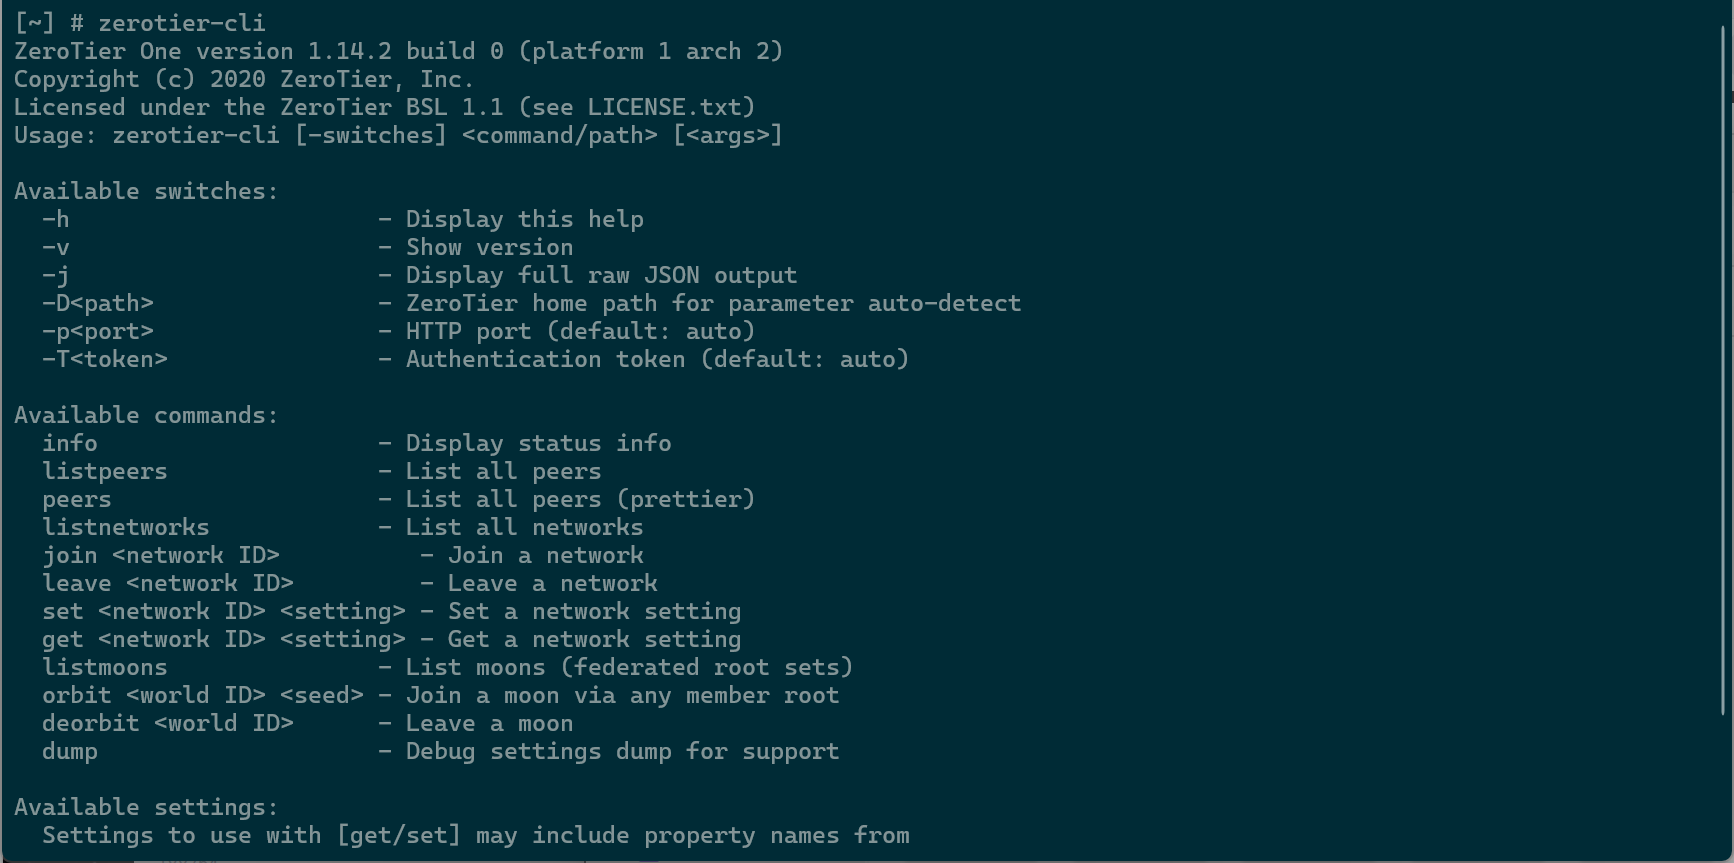 [~] # zerotier-cli
ZeroTier One version 1.14.2 build 0 (platform 1 arch 2)
Copyright (c) 2020 ZeroTier, Inc.
Licensed under the ZeroTier BSL 1.1 (see LICENSE.txt)
Usage: zerotier-cli [-switches] <command/path> [<args>]

Available switches:
  -h                      - Display this help
  -v                      - Show version
  -j                      - Display full raw JSON output
  -D<path>                - ZeroTier home path for parameter auto-detect
  -p<port>                - HTTP port (default: auto)
  -T<token>               - Authentication token (default: auto)

Available commands:
  info                    - Display status info
  listpeers               - List all peers
  peers                   - List all peers (prettier)
  listnetworks            - List all networks
  join <network ID>          - Join a network
  leave <network ID>         - Leave a network
  set <network ID> <setting> - Set a network setting
  get <network ID> <setting> - Get a network setting
  listmoons               - List moons (federated root sets)
  orbit <world ID> <seed> - Join a moon via any member root
  deorbit <world ID>      - Leave a moon
  dump                    - Debug settings dump for support

Available settings:
  Settings to use with [get/set] may include property names from